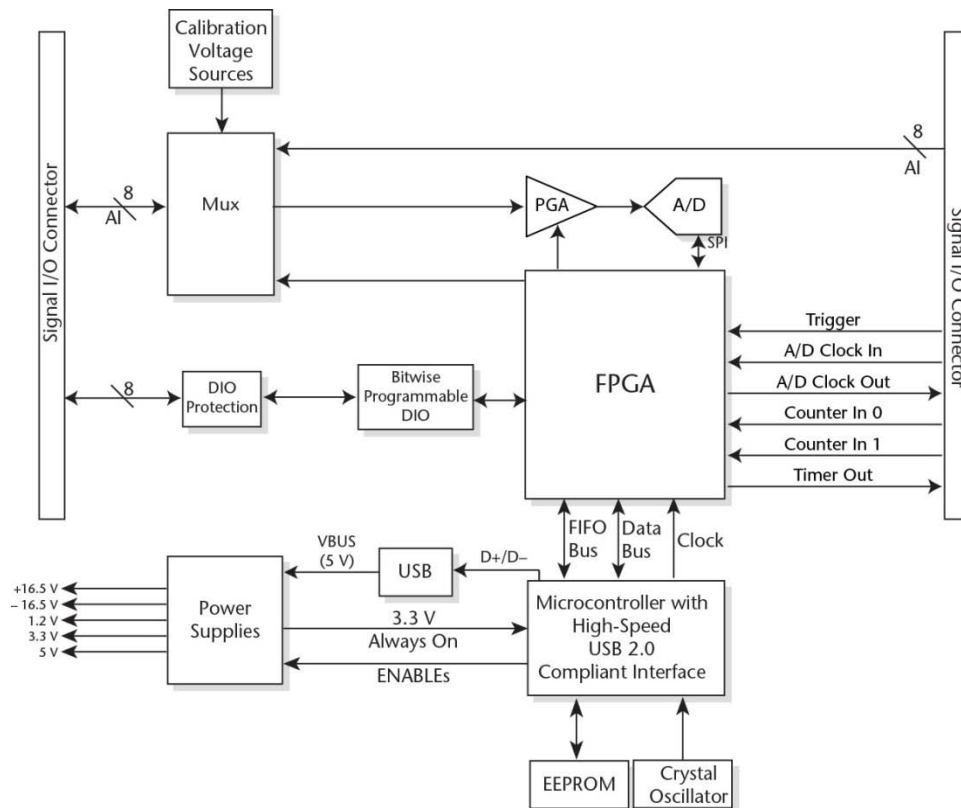 Calibration
Voltage
Sources
Signal I/O Connector
8
AI
Mux
8
AI
PGA
A/D
SPI
Signal I/O Connector
8
DIO
Protection
Bitwise
Programmable
DIO
FPGA
Trigger
A/D Clock In
A/D Clock Out
Counter In 0
Counter In 1
Timer Out
FIFO
Bus
Data
Bus
Clock
VBUS
(5 V)
USB
D+/D–
+16.5 V
– 16.5 V
1.2 V
3.3 V
5 V
Power
Supplies
3.3 V
Always On
ENABLEs
Microcontroller with
High-Speed
USB 2.0
Compliant Interface
EEPROM
Crystal
Oscillator